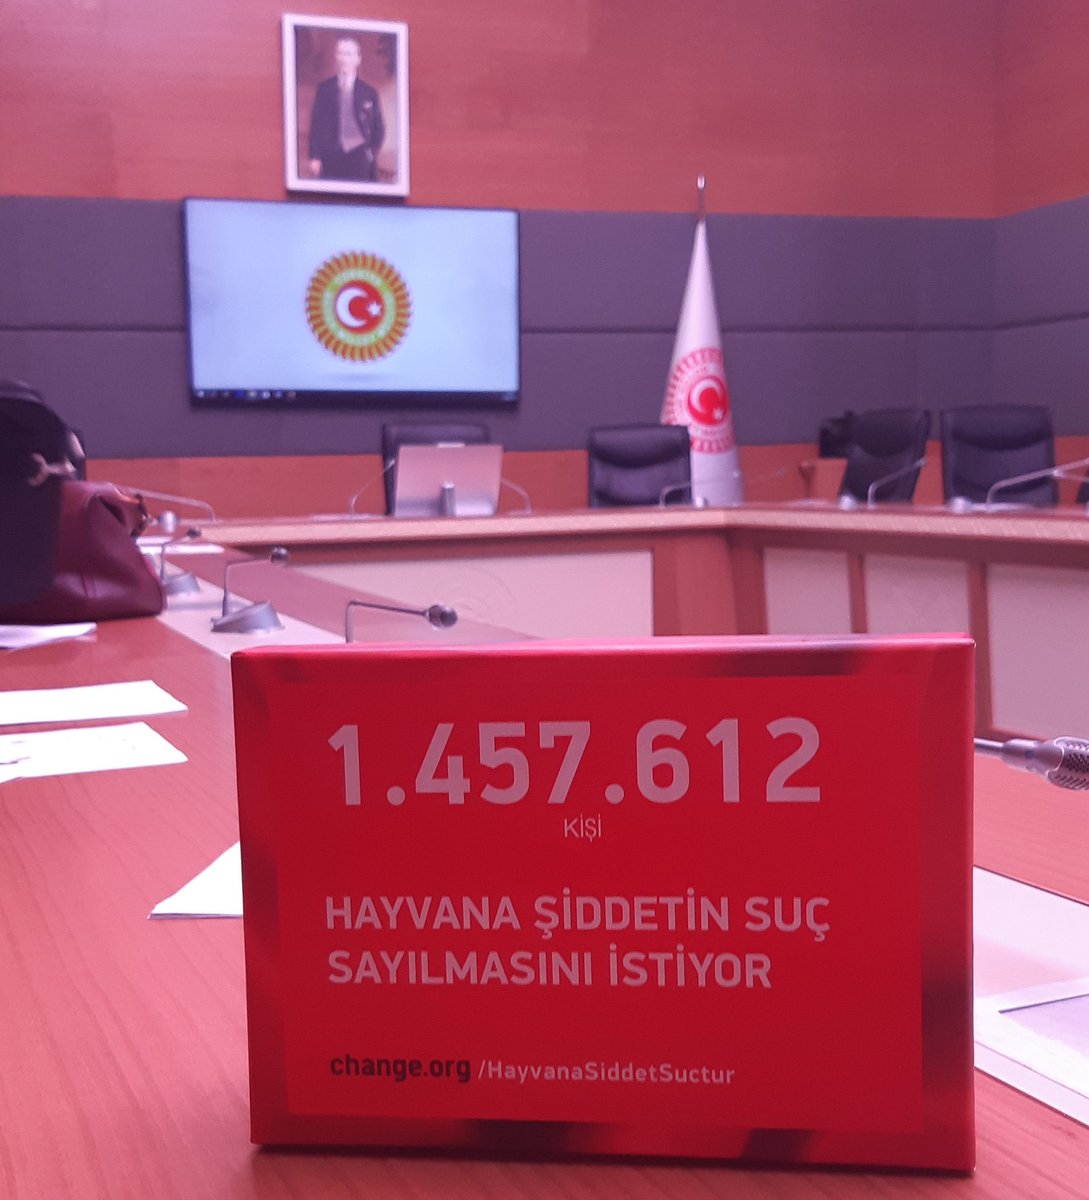 1.457.612
KİŞİ
HAYVANA ŞİDDETİN SUÇ
SAYILMASINI İSTİYOR
change.org /HayvanaSiddetSuctur